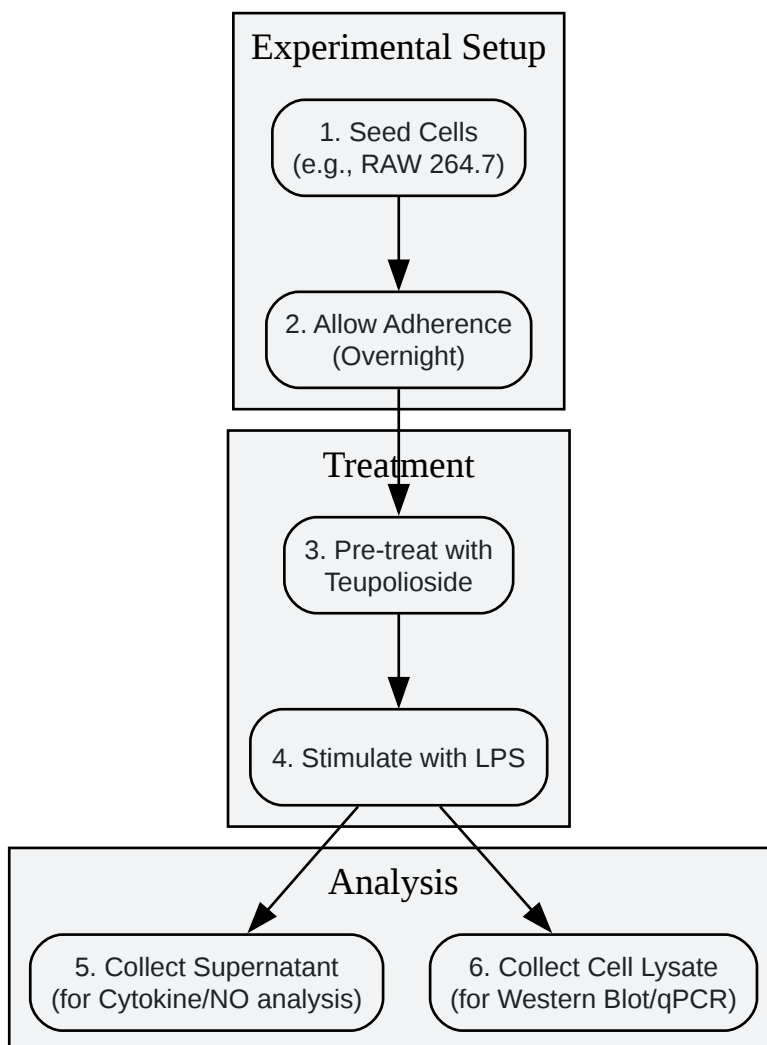 Experimental Setup
1. Seed Cells
(e.g., RAW 264.7)
2. Allow Adherence
(Overnight)
Treatment
3. Pre-treat with
Teupolioside
4. Stimulate with LPS
Analysis
5. Collect Supernatant
(for Cytokine/NO analysis)
6. Collect Cell Lysate
(for Western Blot/qPCR)